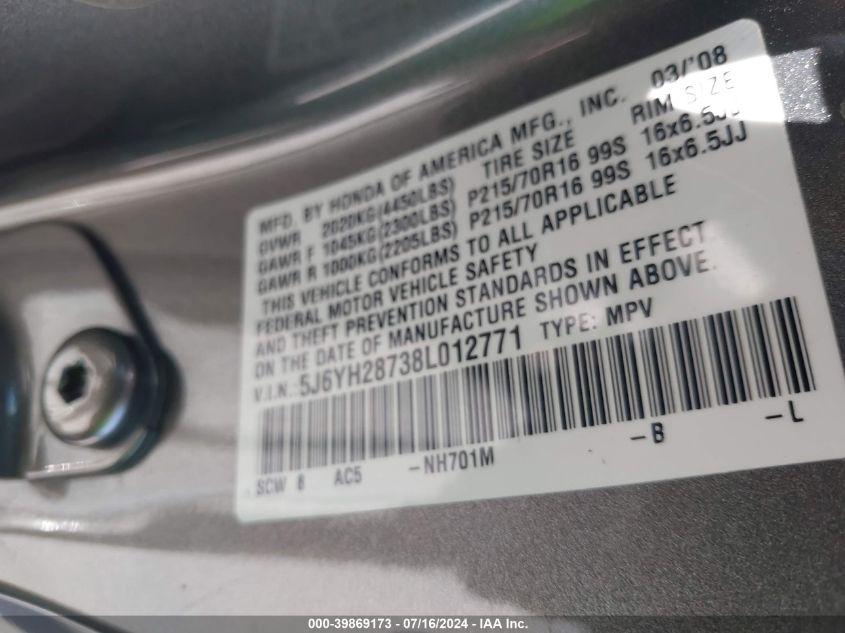 MFD. BY HONDA OF AMERICA MFG., INC. 03/'08
GVWR 2020KG(4450LBS) TIRE SIZE RIM SIZE
GAWR F 1045KG(2300LBS) P215/70R16 99S 16x6.5JJ
GAWR R 1000KG(2205LBS) P215/70R16 99S 16x6.5JJ
THIS VEHICLE CONFORMS TO ALL APPLICABLE
FEDERAL MOTOR VEHICLE SAFETY
AND THEFT PREVENTION STANDARDS IN EFFECT
ON THE DATE OF MANUFACTURE SHOWN ABOVE.
V.I.N.: 5J6YH28738L012771 TYPE: MPV
SCW 8 AC5 -NH701M -B -L
000-39869173 - 07/16/2024 - IAA Inc.